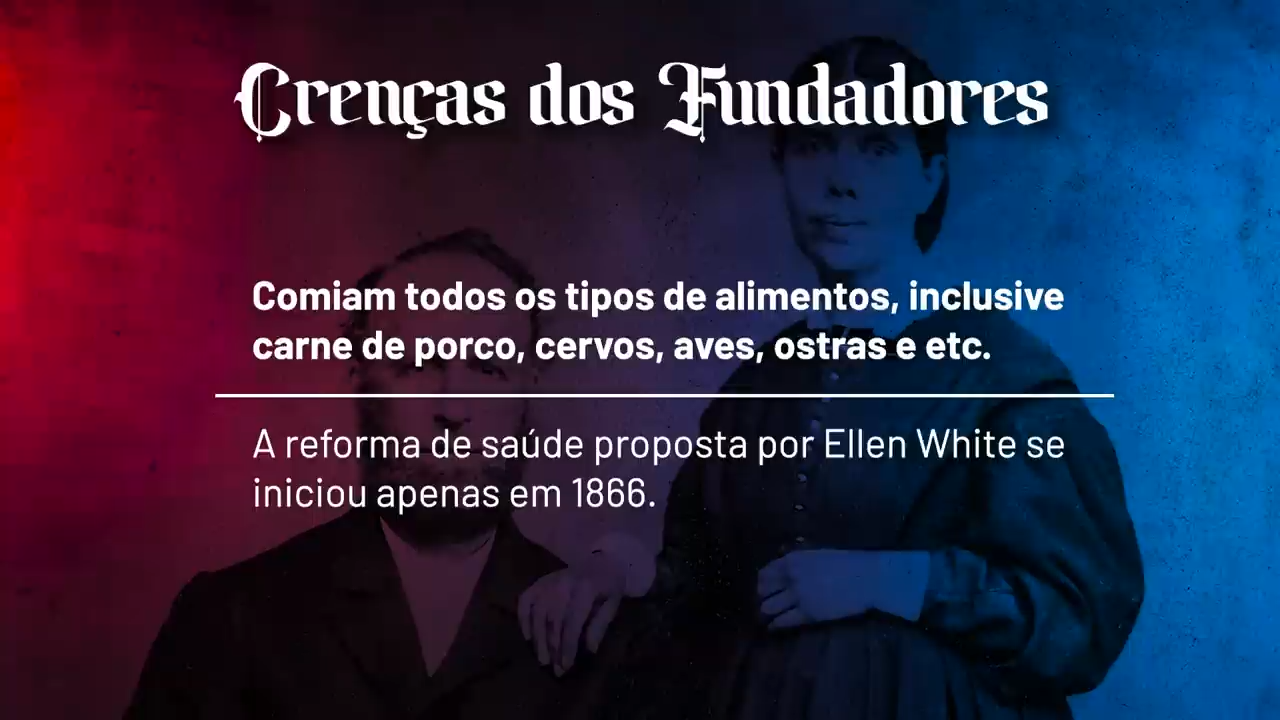 Crenças dos Fundadores
Comiam todos os tipos de alimentos, inclusive
carne de porco, cervos, aves, ostras e etc.
A reforma de saúde proposta por Ellen White se
iniciou apenas em 1866.